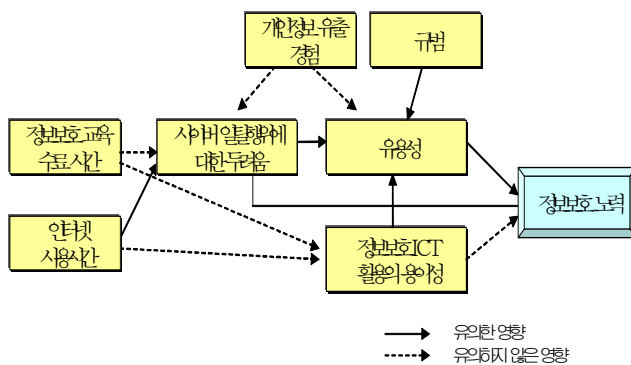 개인정보 유출
경험
규범
정보보호 교육
수료시간
사이버 일탈행위에
대한 두려움
유용성
정보보호 노력
인터넷
사용시간
정보보호 ICT
활용의 용이성
유의한 영향
유의하지 않은 영향